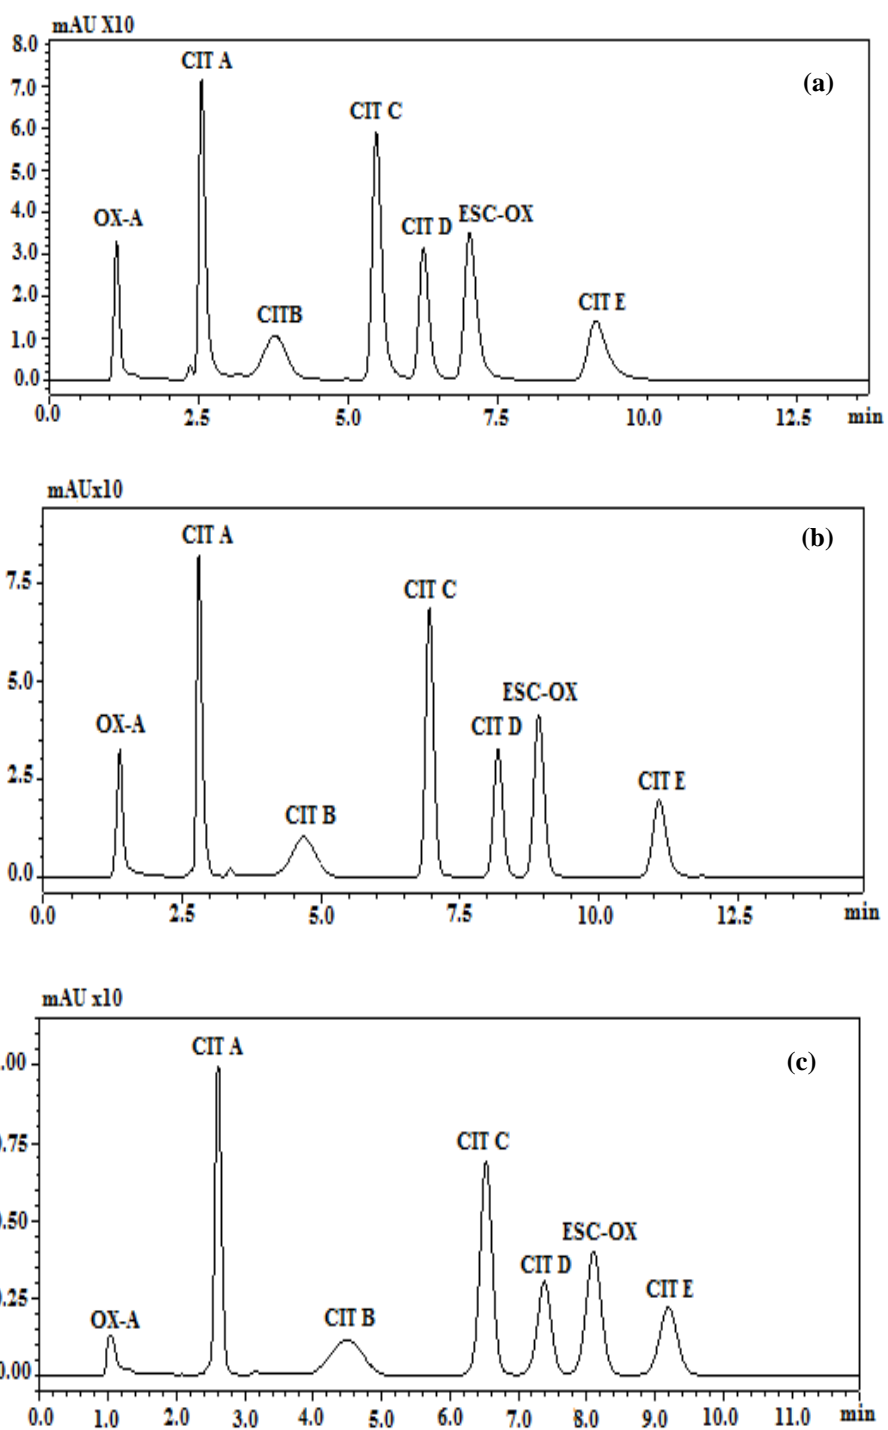 mAU X10
8.0
CIT A
(a)
7.0
CIT C
6.0
5.0
4.0
OX-A
CIT D
ESC-OX
3.0
2.0
CITB
CIT E
1.0
0.0
0.0 2.5 5.0 7.5 10.0 12.5 min
mAUx10
CIT A
(b)
7.5
CIT C
5.0
ESC-OX
OX-A
CIT D
2.5
CIT E
CIT B
0.0
0.0 2.5 5.0 7.5 10.0 12.5 min
mAU x10
CIT A
(c)
.00
CIT C
0.75
0.50
ESC-OX
CIT D
0.25
CIT E
OX-A
CIT B
.00
0.0 1.0 2.0 3.0 4.0 5.0 6.0 7.0 8.0 9.0 10.0 11.0 min